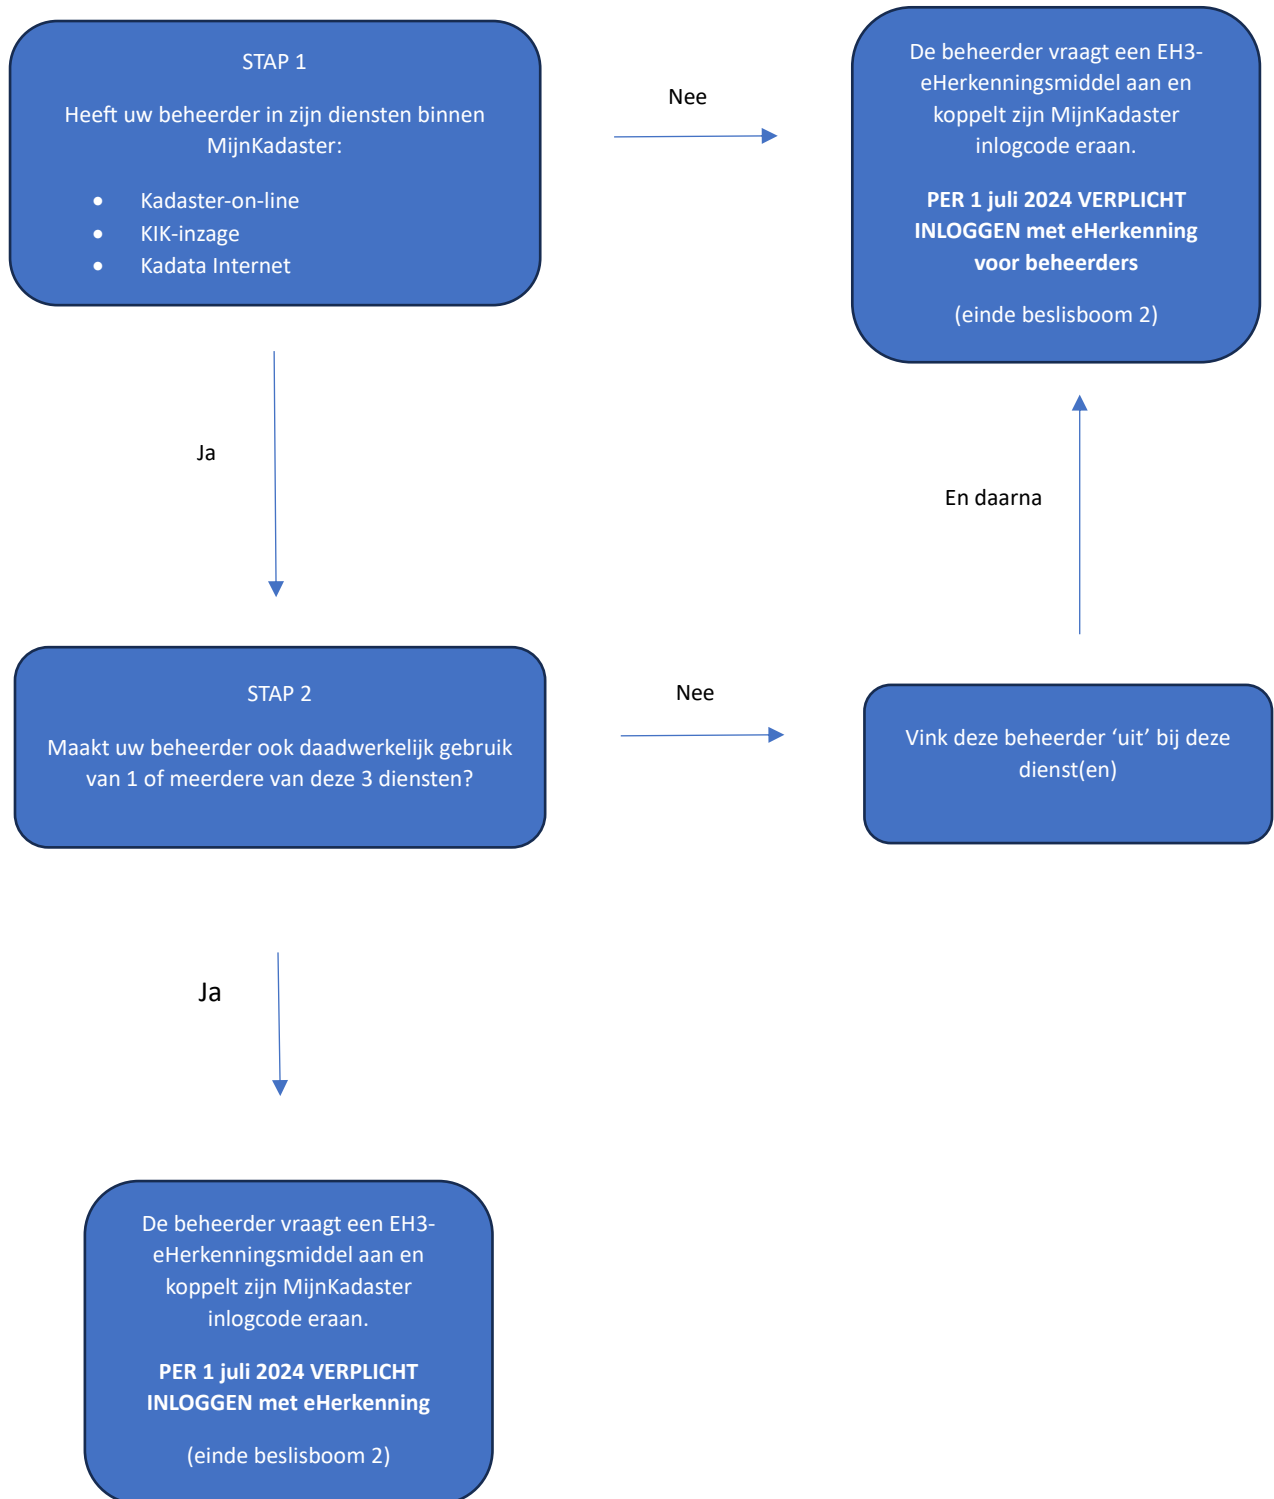 STAP 1
Heeft uw beheerder in zijn diensten binnen
MijnKadaster:
• Kadaster-on-line
• KIK-inzage
• Kadata Internet
Nee
De beheerder vraagt een EH3-
eHerkenningsmiddel aan en
koppelt zijn MijnKadaster
inlogcode eraan.
PER 1 juli 2024 VERPLICHT
INLOGGEN met eHerkenning
voor beheerders
(einde beslisboom 2)
Ja
En daarna
STAP 2
Maakt uw beheerder ook daadwerkelijk gebruik
van 1 of meerdere van deze 3 diensten?
Nee
Vink deze beheerder ‘uit’ bij deze
dienst(en)
Ja
De beheerder vraagt een EH3-
eHerkenningsmiddel aan en
koppelt zijn MijnKadaster
inlogcode eraan.
PER 1 juli 2024 VERPLICHT
INLOGGEN met eHerkenning
(einde beslisboom 2)